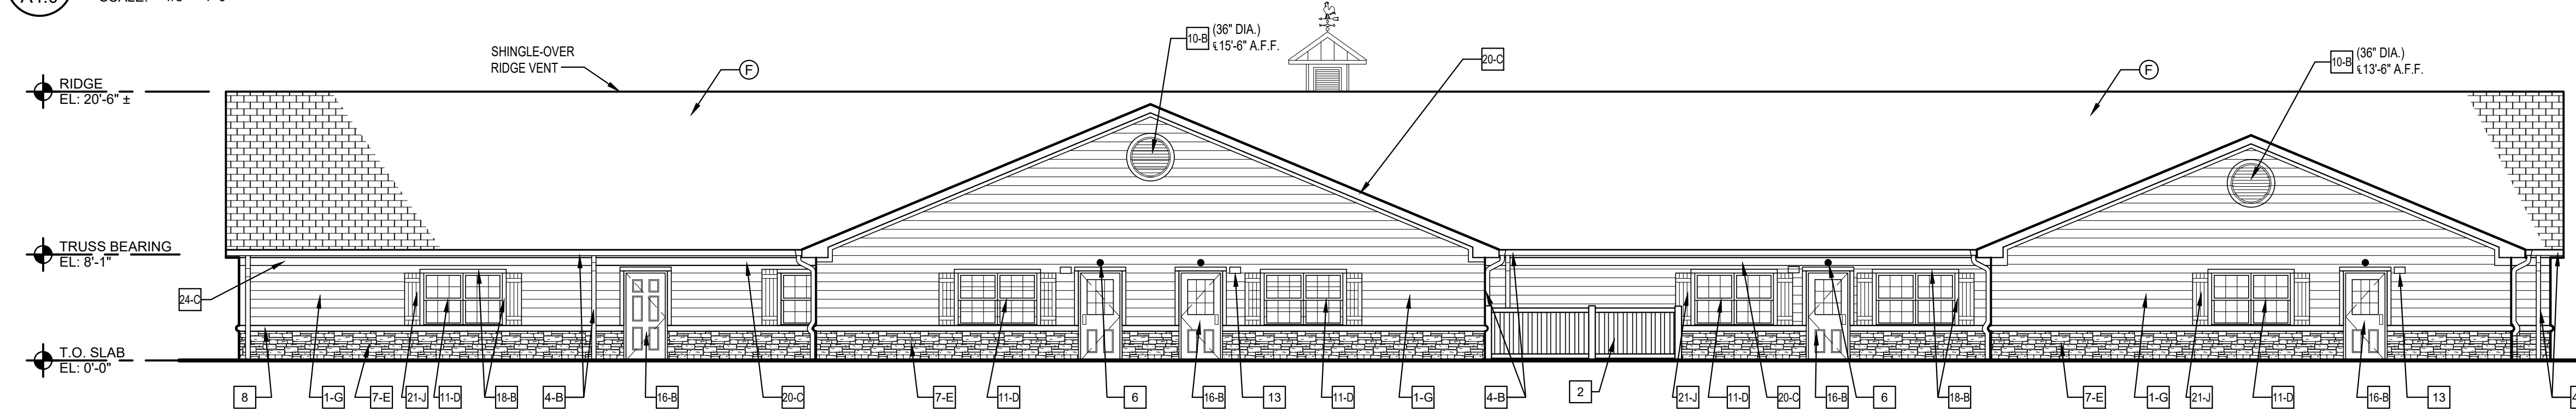 SHINGLE-OVER
RIDGE VENT
F
10-B
(36" DIA.)
℄15'-6" A.F.F.
20-C
F
10-B
(36" DIA.)
℄13'-6" A.F.F.
RIDGE
EL: 20'-6" ±
TRUSS BEARING
EL: 8'-1"
24-C
T.O. SLAB
EL: 0'-0"
8
1-G
7-E
21-J
11-D
18-B
4-B
16-B
20-C
7-E
11-D
6
16-B
13
11-D
1-G
4-B
2
21-J
11-D
20-C
16-B
6
18-B
7-E
1-G
21-J
11-D
16-B
13